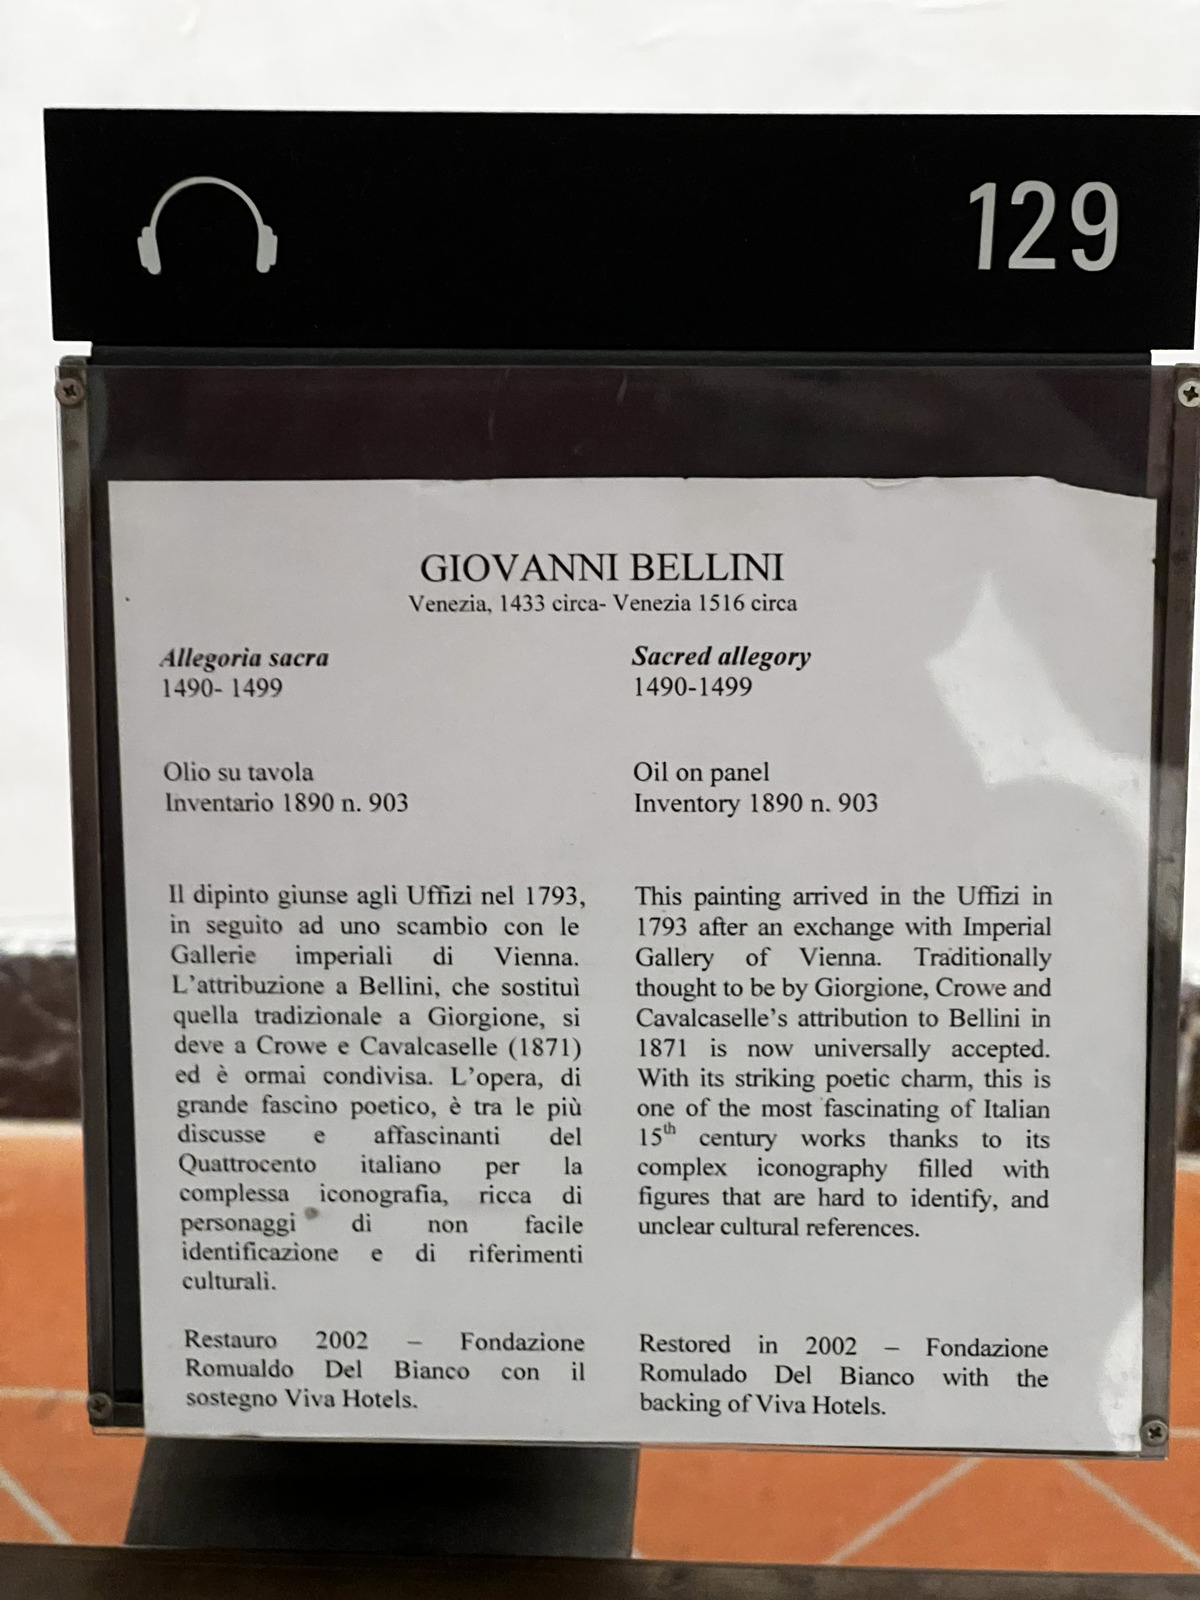 129
GIOVANNI BELLINI
Venezia, 1433 circa- Venezia 1516 circa
Allegoria sacra
1490- 1499
Olio su tavola
Inventario 1890 n. 903
Il dipinto giunse agli Uffizi nel 1793,
in seguito ad uno scambio con le
Gallerie imperiali di Vienna.
L'attribuzione a Bellini, che sostituì
quella tradizionale a Giorgione, si
deve a Crowe e Cavalcaselle (1871)
ed è ormai condivisa. L'opera, di
grande fascino poetico, è tra le più
discusse e affascinanti del
Quattrocento italiano per la
complessa iconografia, ricca di
personaggi di non facile
identificazione e di riferimenti
culturali.
Restauro 2002 – Fondazione
Romualdo Del Bianco con il
sostegno Viva Hotels.
Sacred allegory
1490-1499
Oil on panel
Inventory 1890 n. 903
This painting arrived in the Uffizi in
1793 after an exchange with Imperial
Gallery of Vienna. Traditionally
thought to be by Giorgione, Crowe and
Cavalcaselle's attribution to Bellini in
1871 is now universally accepted.
With its striking poetic charm, this is
one of the most fascinating of Italian
15th century works thanks to its
complex iconography filled with
figures that are hard to identify, and
unclear cultural references.
Restored in 2002 – Fondazione
Romulado Del Bianco with the
backing of Viva Hotels.